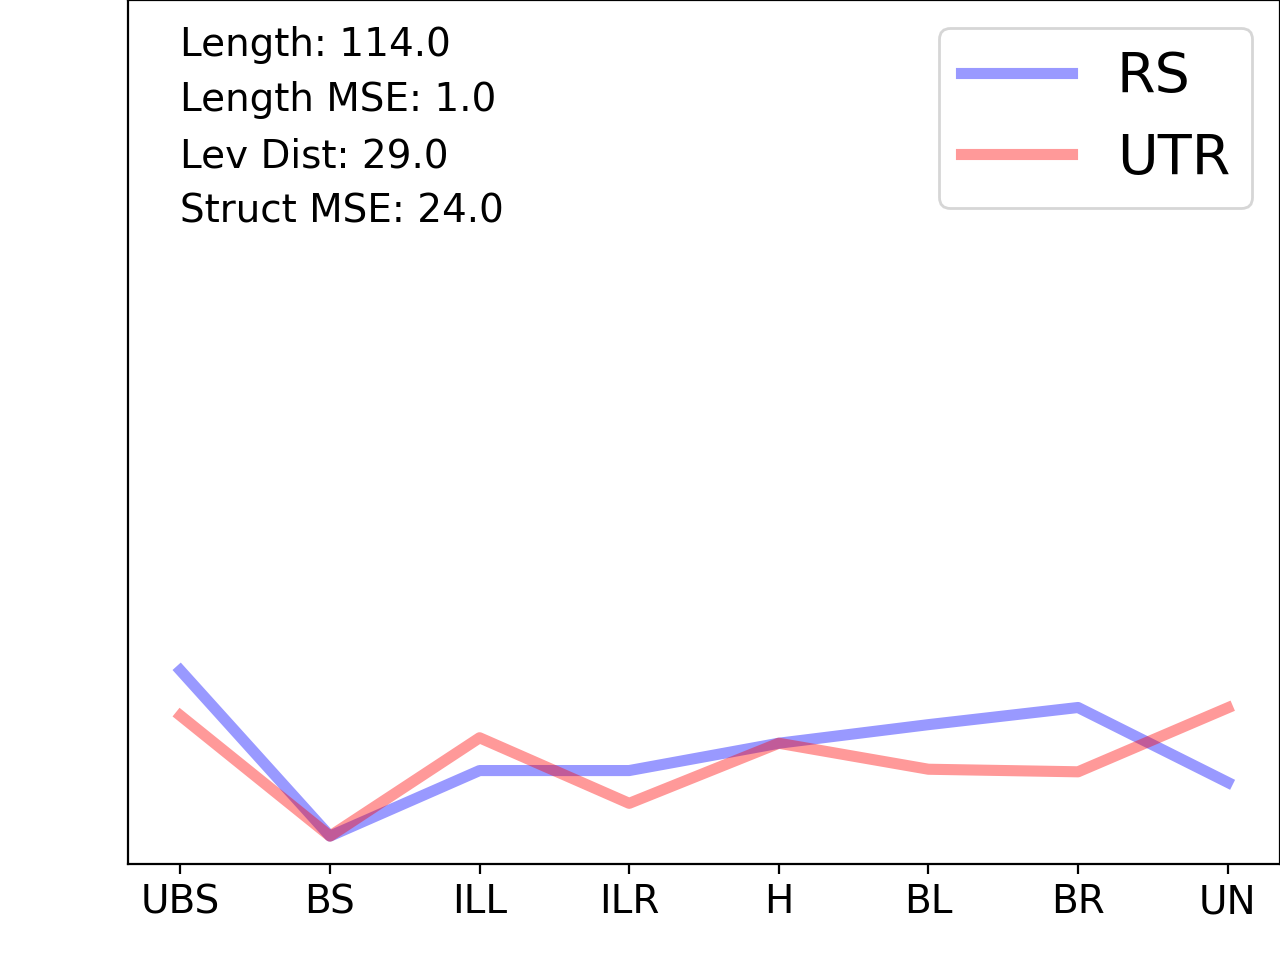 Length: 114.0
Length MSE: 1.0
Lev Dist: 29.0
Struct MSE: 24.0
RS
UTR
UBS BS ILL ILR H BL BR UN